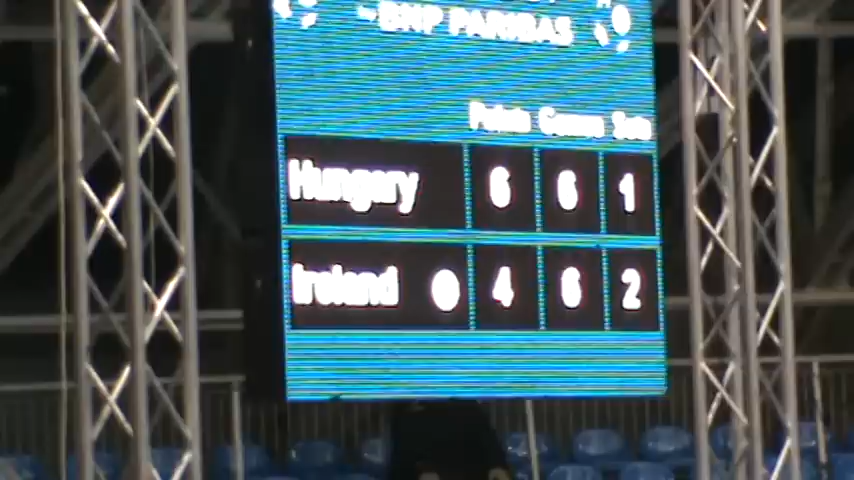 BNP PARIBAS
Points Games Sets
Hungary 6 6 1
Ireland 4 6 2